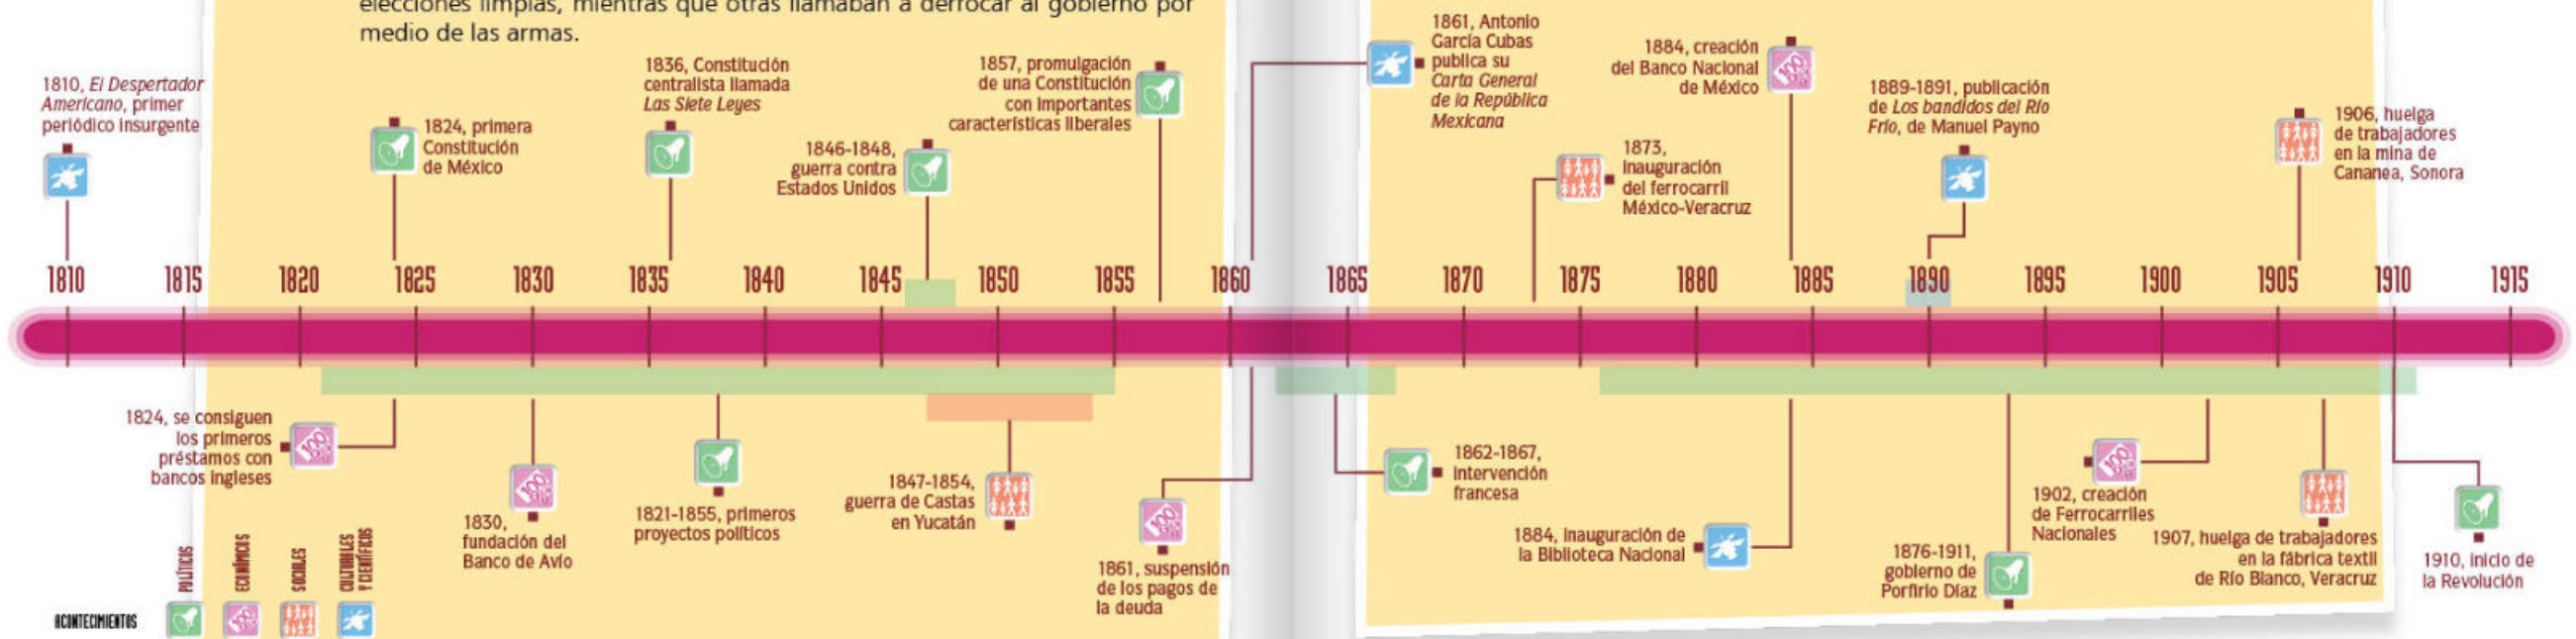 elecciones limpias, mientras que otras llamaban a derrocar al gobierno por
medio de las armas.
1810, El Despertador
Americano, primer
periódico insurgente
1824, primera
Constitución
de México
1836, Constitución
centralista llamada
Las Siete Leyes
1846-1848,
guerra contra
Estados Unidos
1857, promulgación
de una Constitución
con importantes
características liberales
1861, Antonio
García Cubas
publica su
Carta General
de la República
Mexicana
1873,
inauguración
del ferrocarril
México-Veracruz
1884, creación
del Banco Nacional
de México
1889-1891, publicación
de Los bandidos del Río
Frío, de Manuel Payno
1906, huelga
de trabajadores
en la mina de
Cananea, Sonora
1810 1815 1820 1825 1830 1835 1840 1845 1850 1855 1860 1865 1870 1875 1880 1885 1890 1895 1900 1905 1910 1915
1824, se consiguen
los primeros
préstamos con
bancos ingleses
1830,
fundación del
Banco de Avío
1821-1855, primeros
proyectos políticos
1847-1854,
guerra de Castas
en Yucatán
1861, suspensión
de los pagos de
la deuda
1862-1867,
intervención
francesa
1884, inauguración de
la Biblioteca Nacional
1876-1911,
gobierno de
Porfirio Díaz
1902, creación
de Ferrocarriles
Nacionales
1907, huelga de trabajadores
en la fábrica textil
de Río Blanco, Veracruz
1910, inicio de
la Revolución
ACONTECIMIENTOS
POLÍTICOS
ECONÓMICOS
SOCIALES
CULTURALES
Y CIENTÍFICOS